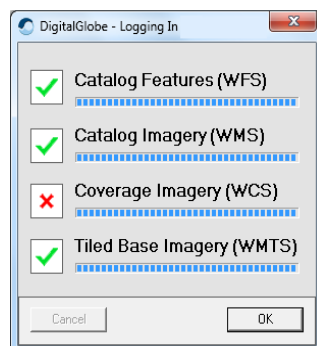 DigitalGlobe - Logging In
Catalog Features (WFS)
Catalog Imagery (WMS)
Coverage Imagery (WCS)
Tiled Base Imagery (WMTS)
Cancel OK